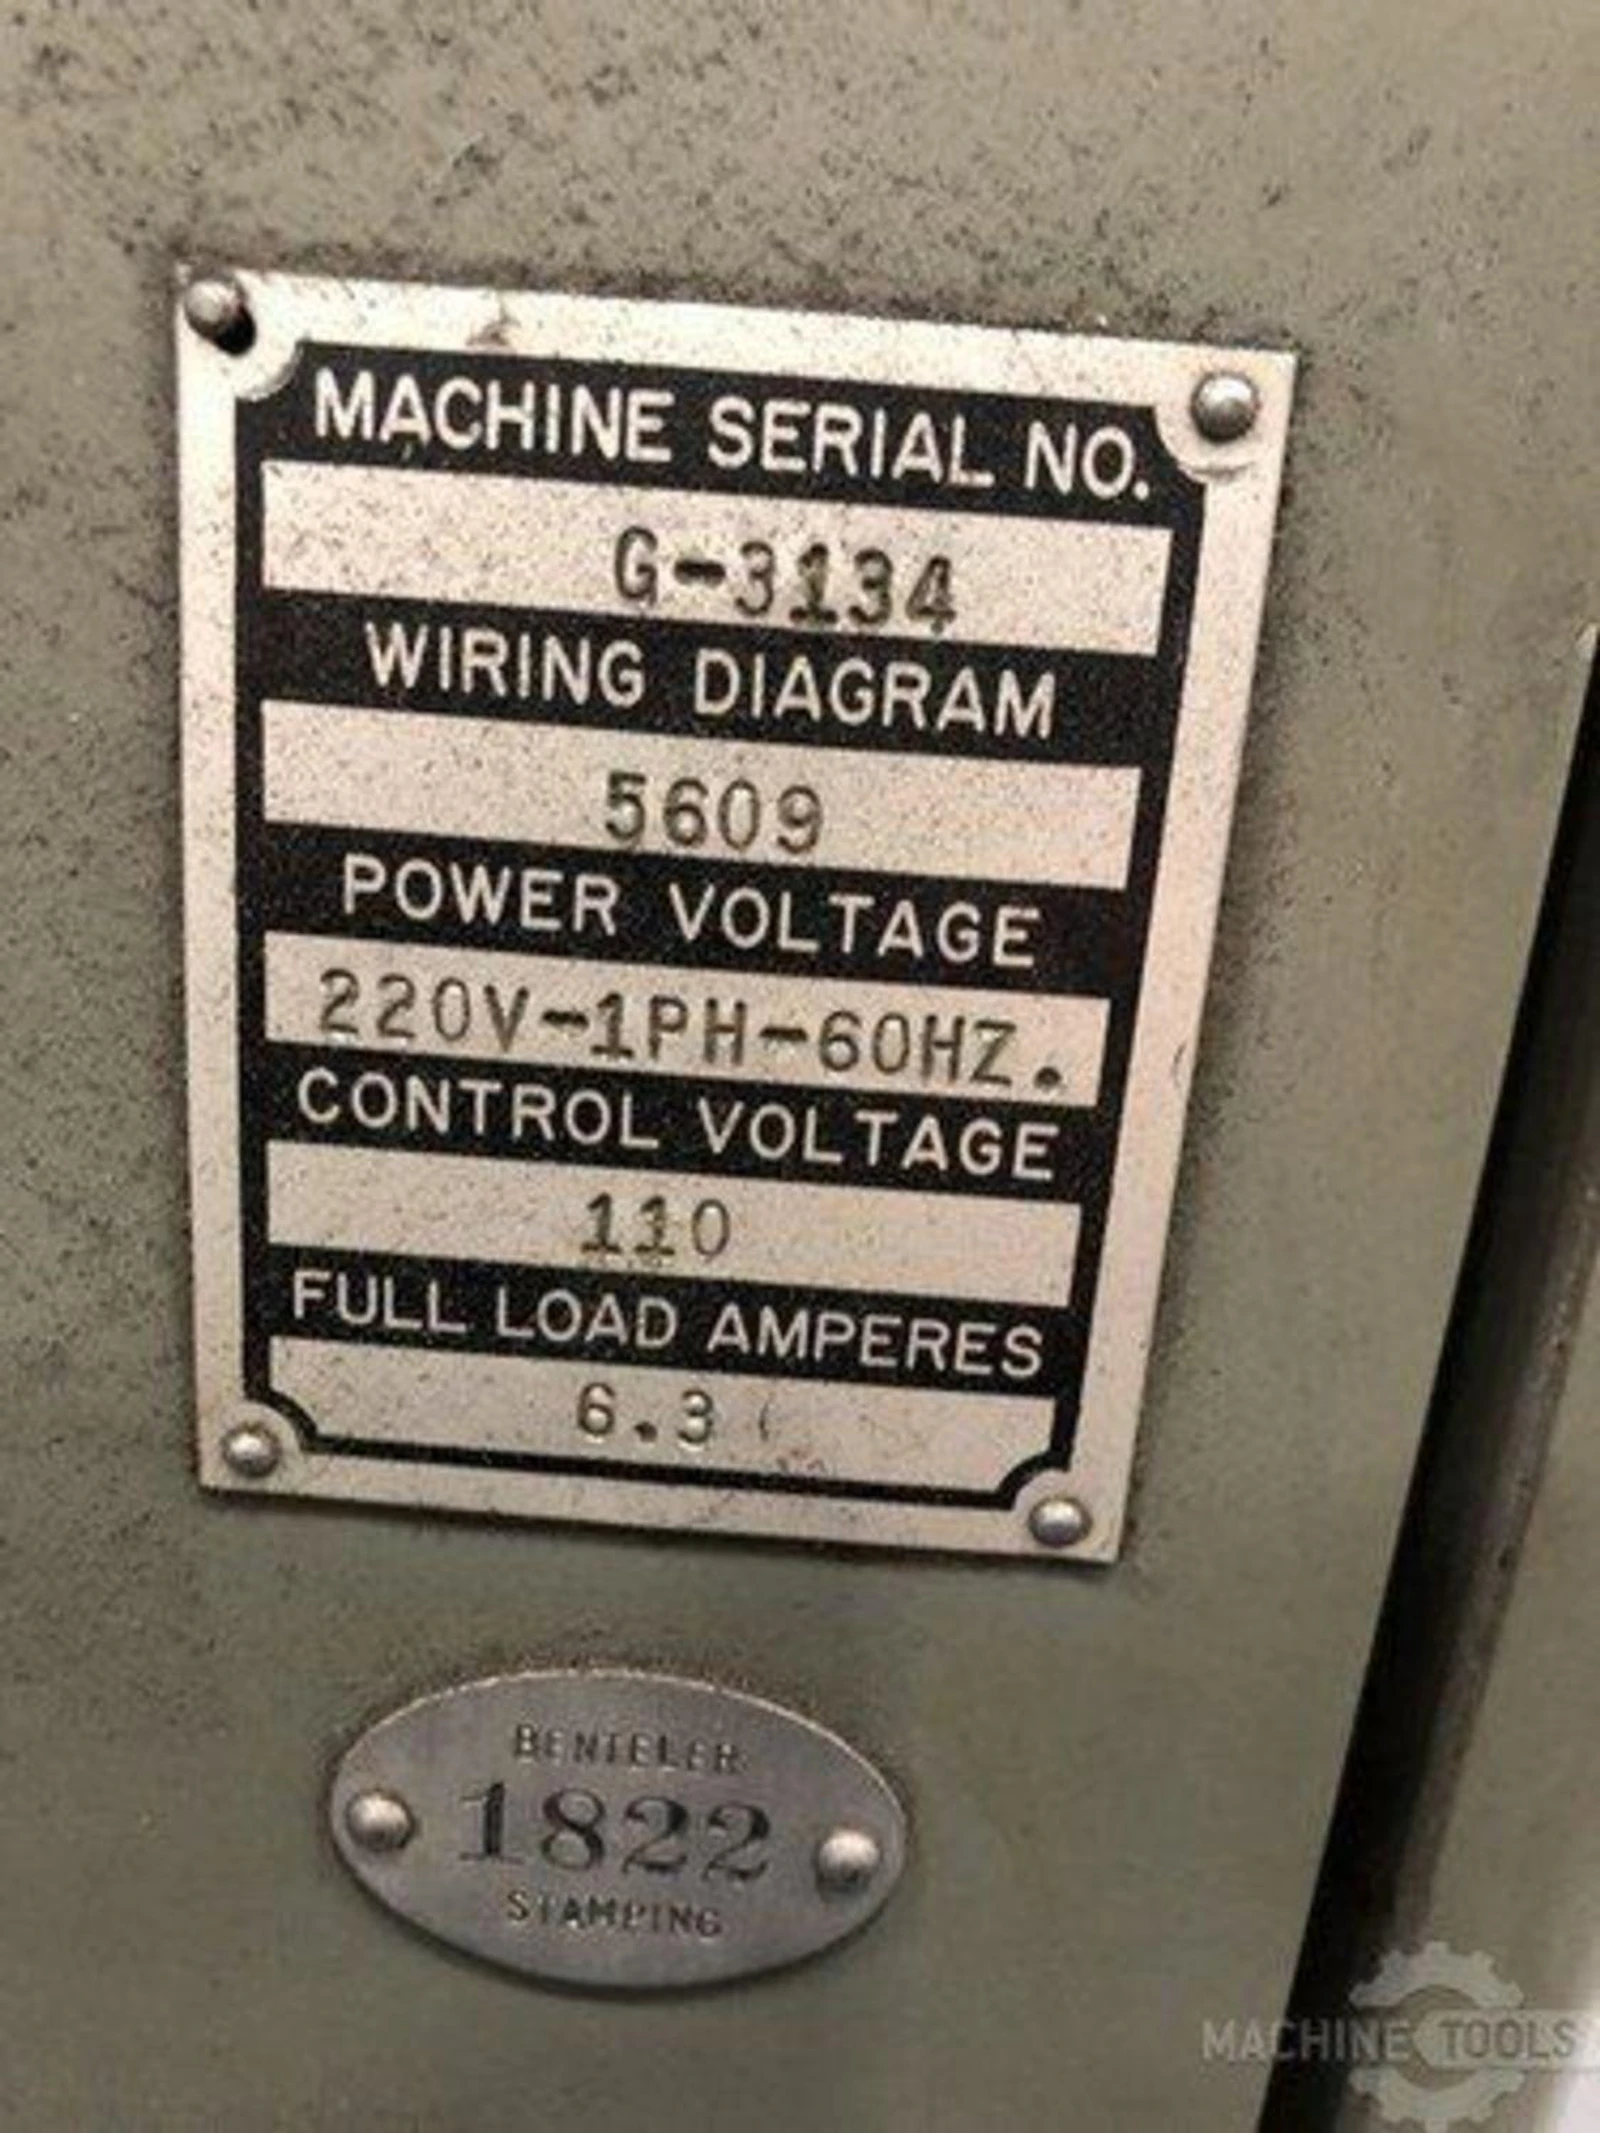 MACHINE SERIAL NO.
G-3134
WIRING DIAGRAM
5609
POWER VOLTAGE
220V-1PH-60HZ.
CONTROL VOLTAGE
110
FULL LOAD AMPERES
6.3
BENTELER
1822
STAMPING
MACHINE TOOLS